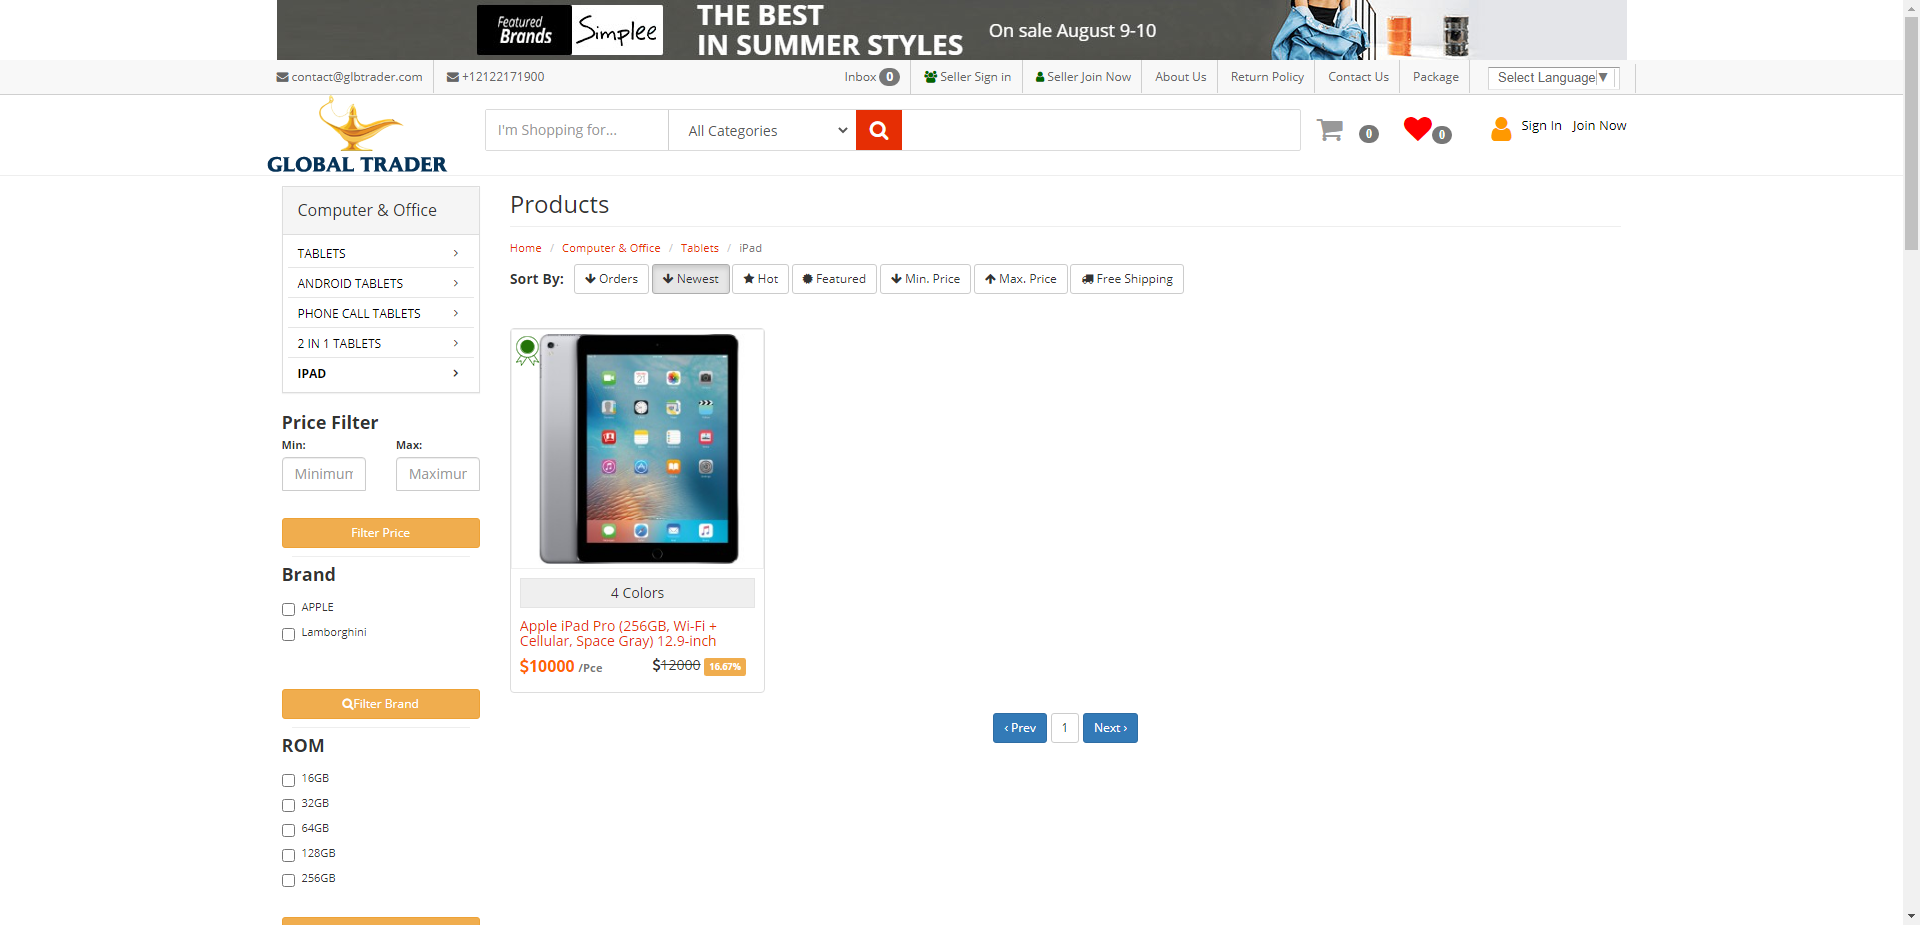 Featured Brands
Simplee
THE BEST
IN SUMMER STYLES
On sale August 9-10
contact@glbtrader.com
+12122171900
Inbox 0
Seller Sign in
Seller Join Now
About Us
Return Policy
Contact Us
Package
Select Language▼
GLOBAL TRADER
I'm Shopping for...
All Categories
0
0
Sign In
Join Now
Computer & Office
TABLETS
ANDROID TABLETS
PHONE CALL TABLETS
2 IN 1 TABLETS
IPAD
Price Filter
Min:
Max:
Minimum
Maximum
Filter Price
Brand
APPLE
Lamborghini
Filter Brand
ROM
16GB
32GB
64GB
128GB
256GB
Products
Home / Computer & Office / Tablets / iPad
Sort By: Orders Newest Hot Featured Min. Price Max. Price Free Shipping
4 Colors
Apple iPad Pro (256GB, Wi-Fi +
Cellular, Space Gray) 12.9-inch
$10000 /Pce $12000 16.67%
‹ Prev 1 Next ›